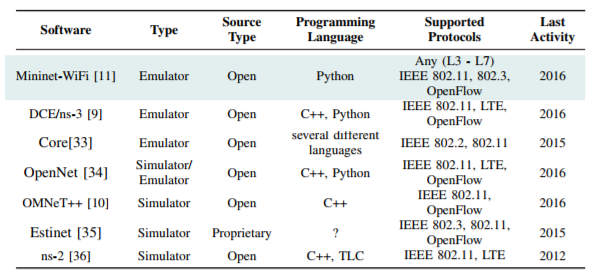 Software Type Source Type Programming Language Supported Protocols Last Activity
Mininet-WiFi [11] Emulator Open Python Any (L3 - L7) IEEE 802.11, 802.3, OpenFlow 2016
DCE/ns-3 [9] Emulator Open C++, Python IEEE 802.11, LTE, OpenFlow 2016
Core[33] Emulator Open several different languages IEEE 802.2, 802.11 2015
OpenNet [34] Simulator/ Emulator Open C++, Python IEEE 802.11, LTE, OpenFlow 2016
OMNeT++ [10] Simulator Open C++ IEEE 802.11, OpenFlow 2016
Estinet [35] Simulator Proprietary ? IEEE 802.3, 802.11, OpenFlow 2015
ns-2 [36] Simulator Open C++, TLC IEEE 802.11, LTE 2012